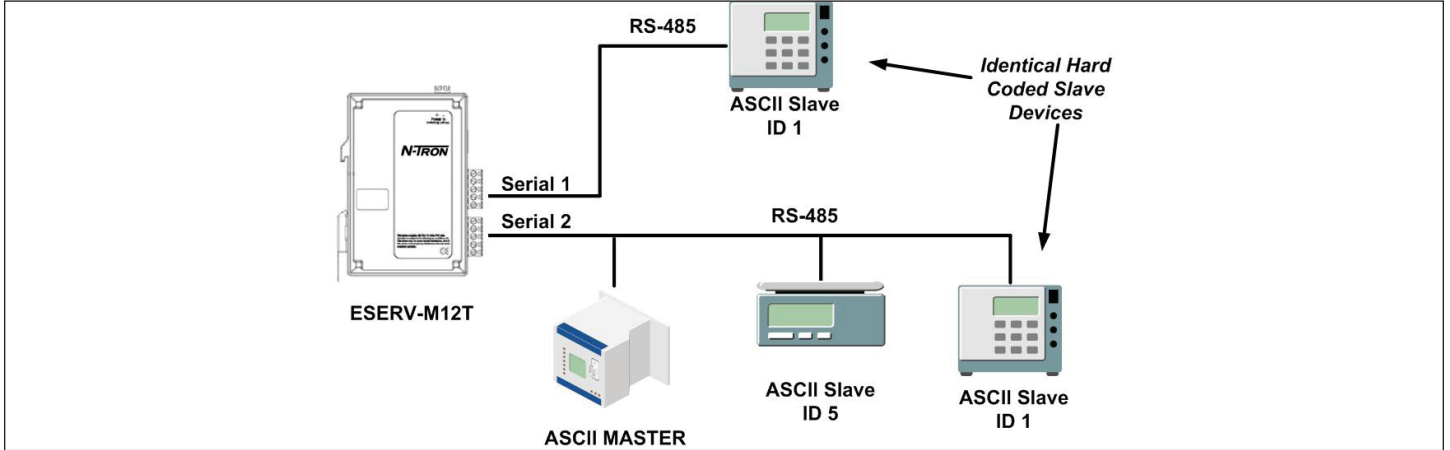 RS-485
Identical Hard
Coded Slave
Devices
ASCII Slave
ID 1
N-TRON
Serial 1
Serial 2
RS-485
ESERV-M12T
ASCII Slave
ID 5
ASCII Slave
ID 1
ASCII MASTER